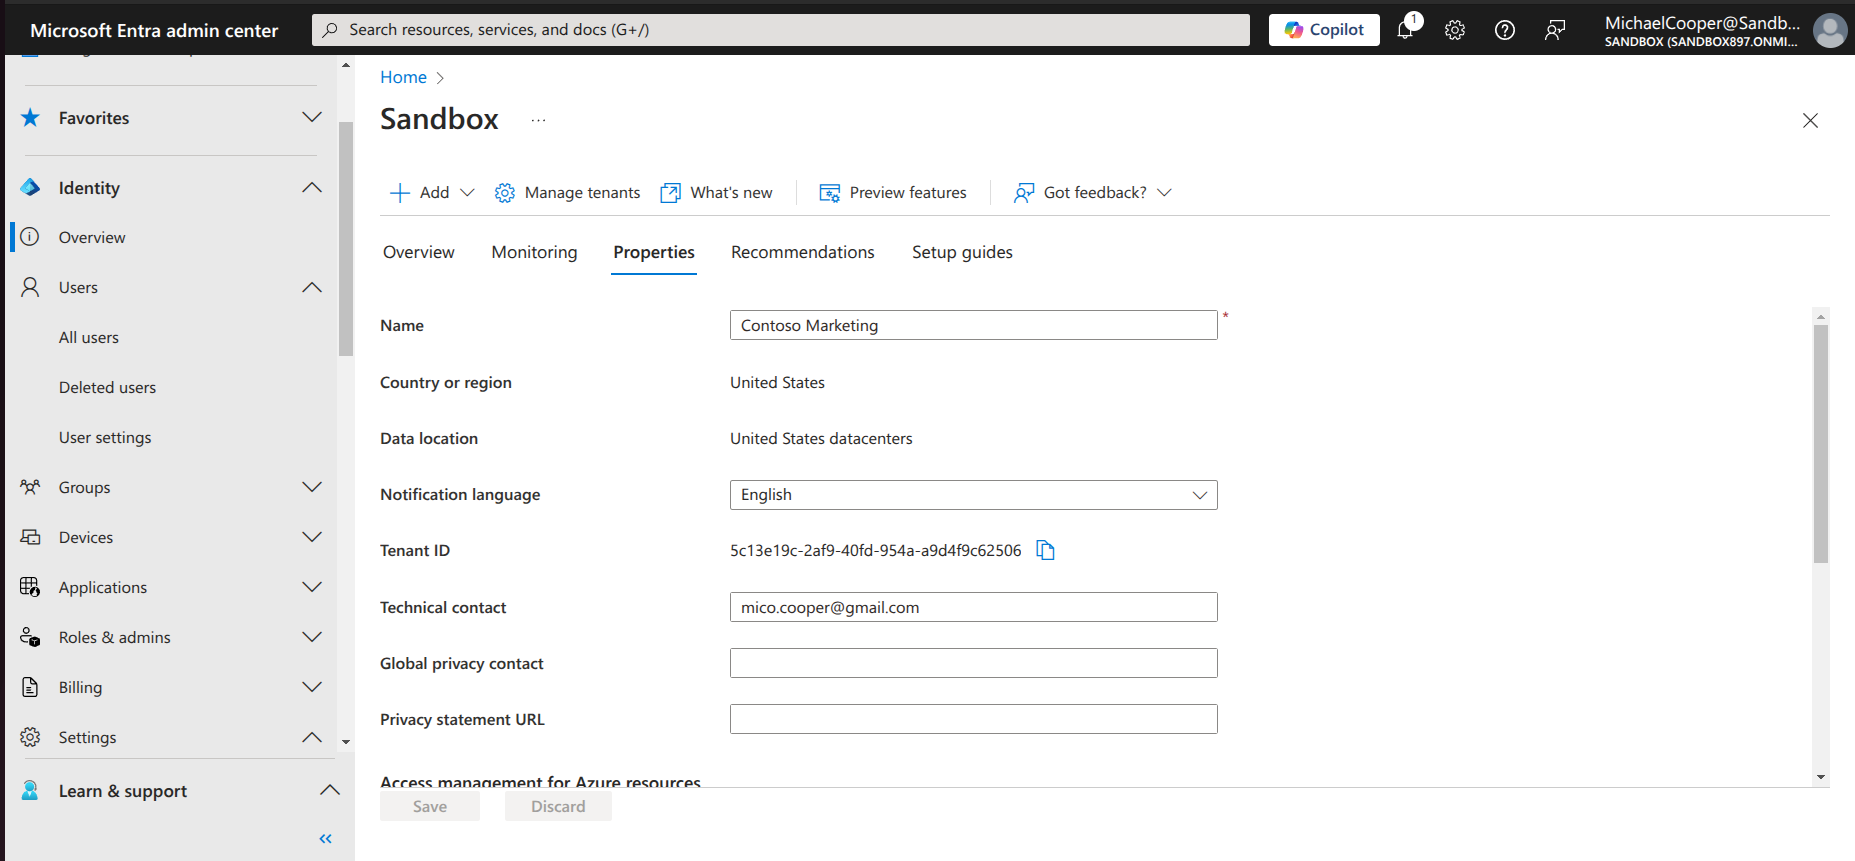 Microsoft Entra admin center
Search resources, services, and docs (G+/)
Copilot
1
MichaelCooper@Sandb...
SANDBOX (SANDBOX897.ONMI...
Favorites
Identity
Overview
Users
All users
Deleted users
User settings
Groups
Devices
Applications
Roles & admins
Billing
Settings
Learn & support
Home
Sandbox
...
Add
Manage tenants
What's new
Preview features
Got feedback?
Overview
Monitoring
Properties
Recommendations
Setup guides
Name
Contoso Marketing
*
Country or region
United States
Data location
United States datacenters
Notification language
English
Tenant ID
5c13e19c-2af9-40fd-954a-a9d4f9c62506
Technical contact
mico.cooper@gmail.com
Global privacy contact
Privacy statement URL
Access management for Azure resources
Save
Discard